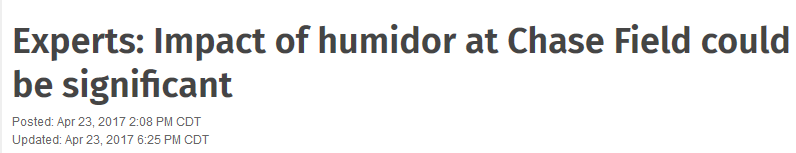 Experts: Impact of humidor at Chase Field could
be significant
Posted: Apr 23, 2017 2:08 PM CDT
Updated: Apr 23, 2017 6:25 PM CDT